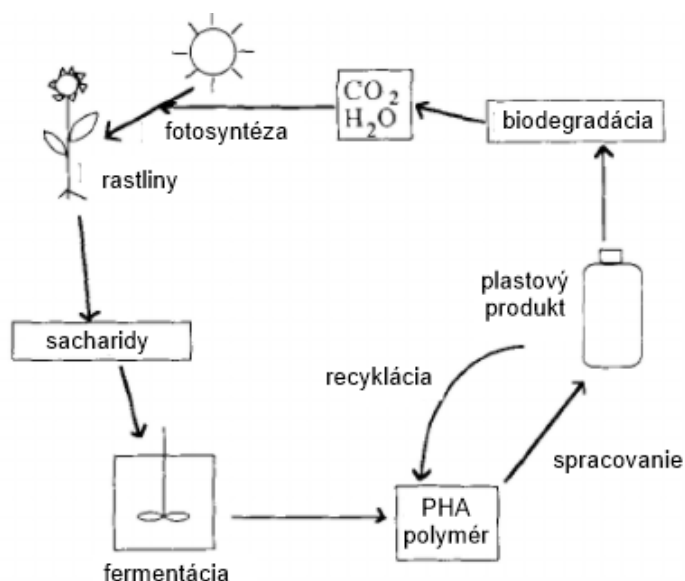 CO2
H2O
biodegradácia
fotosyntéza
rastliny
plastový
produkt
sacharidy
recyklácia
spracovanie
PHA
polymér
fermentácia